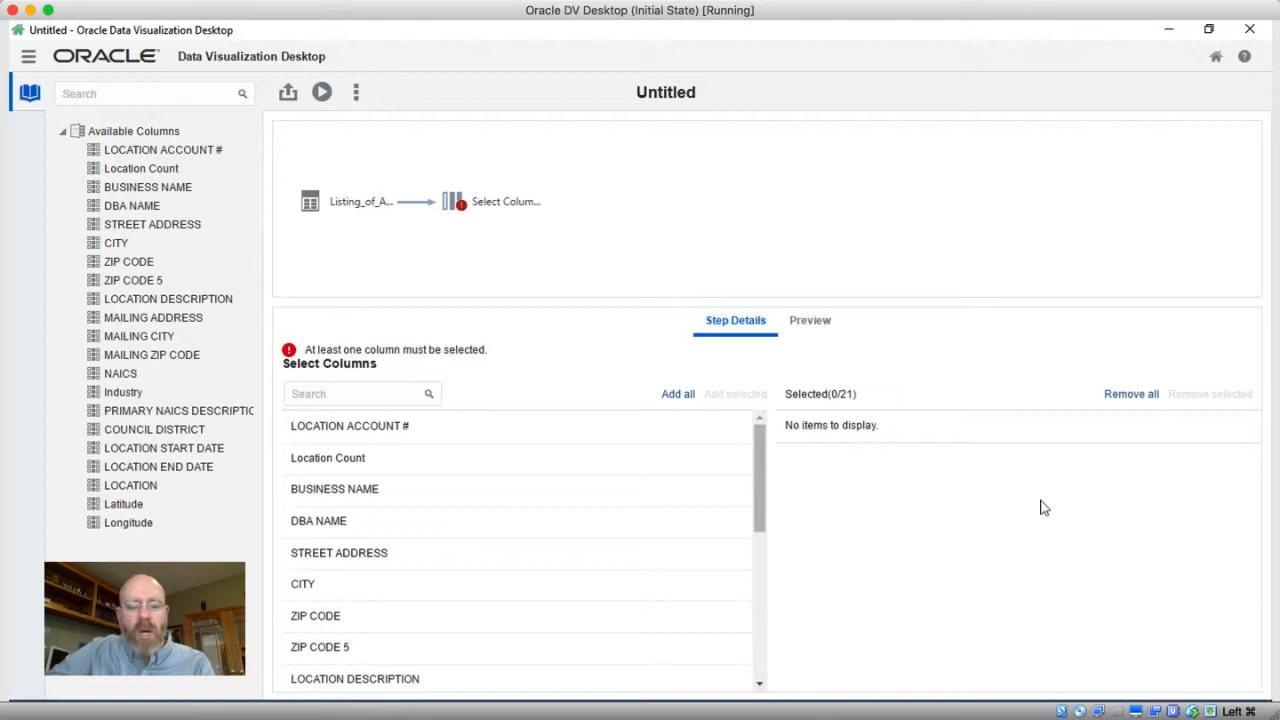 Oracle DV Desktop (Initial State) [Running]
Untitled - Oracle Data Visualization Desktop
ORACLE Data Visualization Desktop
Search
Untitled
Available Columns
LOCATION ACCOUNT #
Location Count
BUSINESS NAME
DBA NAME
STREET ADDRESS
CITY
ZIP CODE
ZIP CODE 5
LOCATION DESCRIPTION
MAILING ADDRESS
MAILING CITY
MAILING ZIP CODE
NAICS
Industry
PRIMARY NAICS DESCRIPTIC
COUNCIL DISTRICT
LOCATION START DATE
LOCATION END DATE
LOCATION
Latitude
Longitude
Listing_of_A...
Select Colum...
Step Details
Preview
At least one column must be selected.
Select Columns
Search
Add all
Add selected
Selected(0/21)
Remove all
Remove selected
LOCATION ACCOUNT #
No items to display.
Location Count
BUSINESS NAME
DBA NAME
STREET ADDRESS
CITY
ZIP CODE
ZIP CODE 5
LOCATION DESCRIPTION
Left ⌘